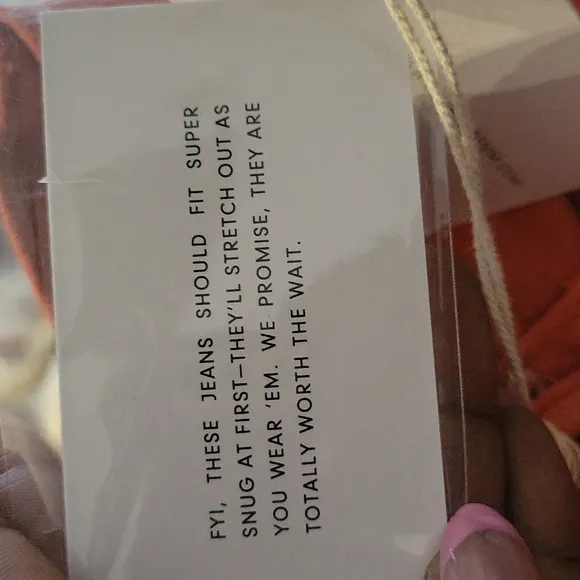 FYI, THESE JEANS SHOULD FIT SUPER
SNUG AT FIRST—THEY'LL STRETCH OUT AS
YOU WEAR 'EM. WE PROMISE, THEY ARE
TOTALLY WORTH THE WAIT.